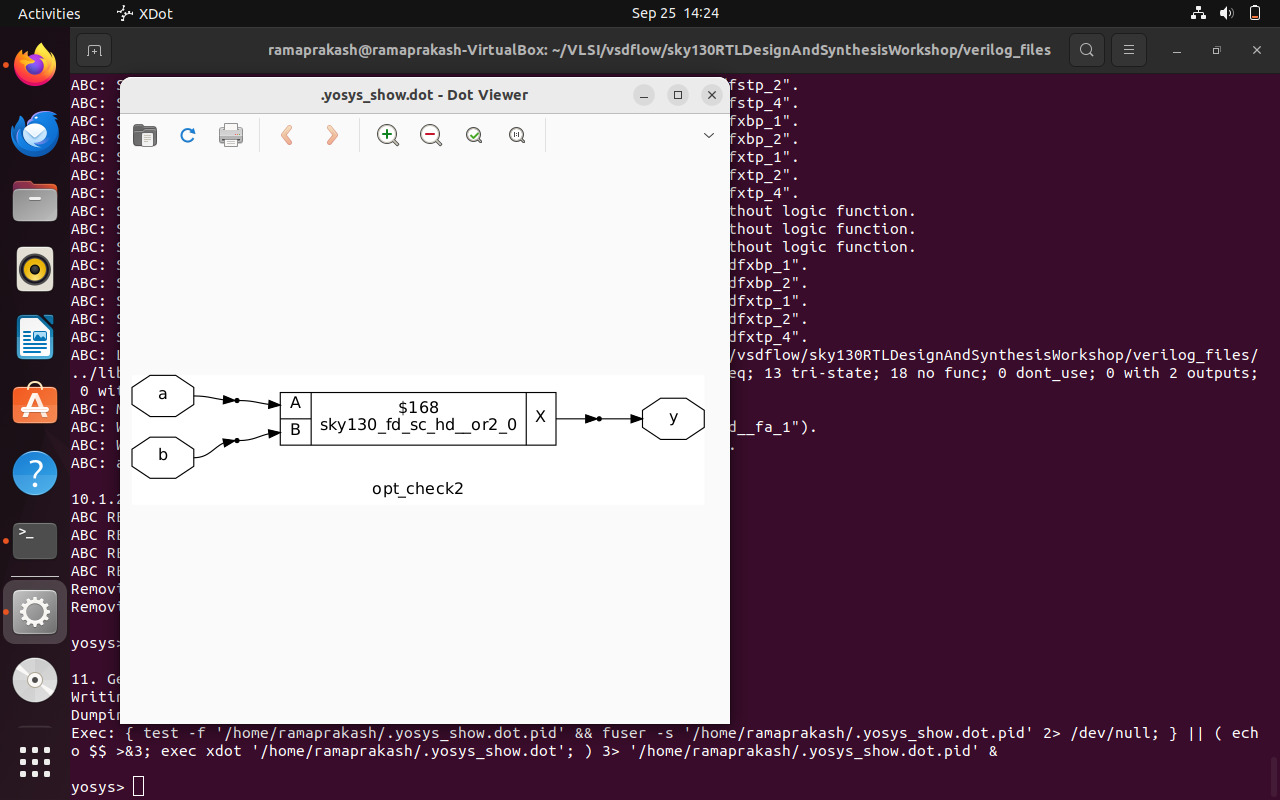 Activities
XDot
Sep 25 14:24
ramaprakash@ramaprakash-VirtualBox: ~/VLSI/vsdflow/sky130RTLDesignAndSynthesisWorkshop/verilog_files
.yosys_show.dot - Dot Viewer
ABC: S fstp_2".
ABC: S fstp_4".
ABC: S fxbp_1".
ABC: S fxbp_2".
ABC: S fxtp_1".
ABC: S fxtp_2".
ABC: S fxtp_4".
ABC: S thout logic function.
ABC: S thout logic function.
ABC: S thout logic function.
ABC: S dfxbp_1".
ABC: S dfxbp_2".
ABC: S dfxtp_1".
ABC: S dfxtp_2".
ABC: S dfxtp_4".
ABC: L /vsdflow/sky130RTLDesignAndSynthesisWorkshop/verilog_files/
../lib eq; 13 tri-state; 18 no func; 0 dont_use; 0 with 2 outputs;
0 wit
ABC: M
ABC: W d__fa_1").
ABC: W .
ABC: a
10.1.2
ABC RE
ABC RE
ABC RE
ABC RE
Removi
Removi
yosys>
11. Ge
Writin
Dumpin
a
b
A
B
$168
sky130_fd_sc_hd__or2_0
X
y
opt_check2
Exec: { test -f '/home/ramaprakash/.yosys_show.dot.pid' && fuser -s '/home/ramaprakash/.yosys_show.dot.pid' 2> /dev/null; } || ( ech
o $$ >&3; exec xdot '/home/ramaprakash/.yosys_show.dot'; ) 3> '/home/ramaprakash/.yosys_show.dot.pid' &
yosys>